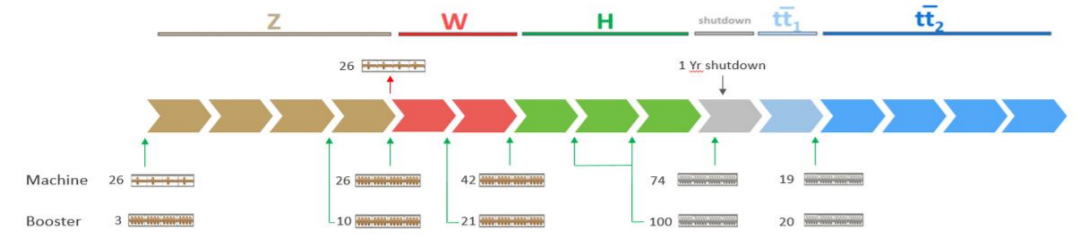 Z W H shutdown tt̄1 tt̄2
26 1 Yr shutdown
Machine 26 26 42 74 19
Booster 3 10 21 100 20